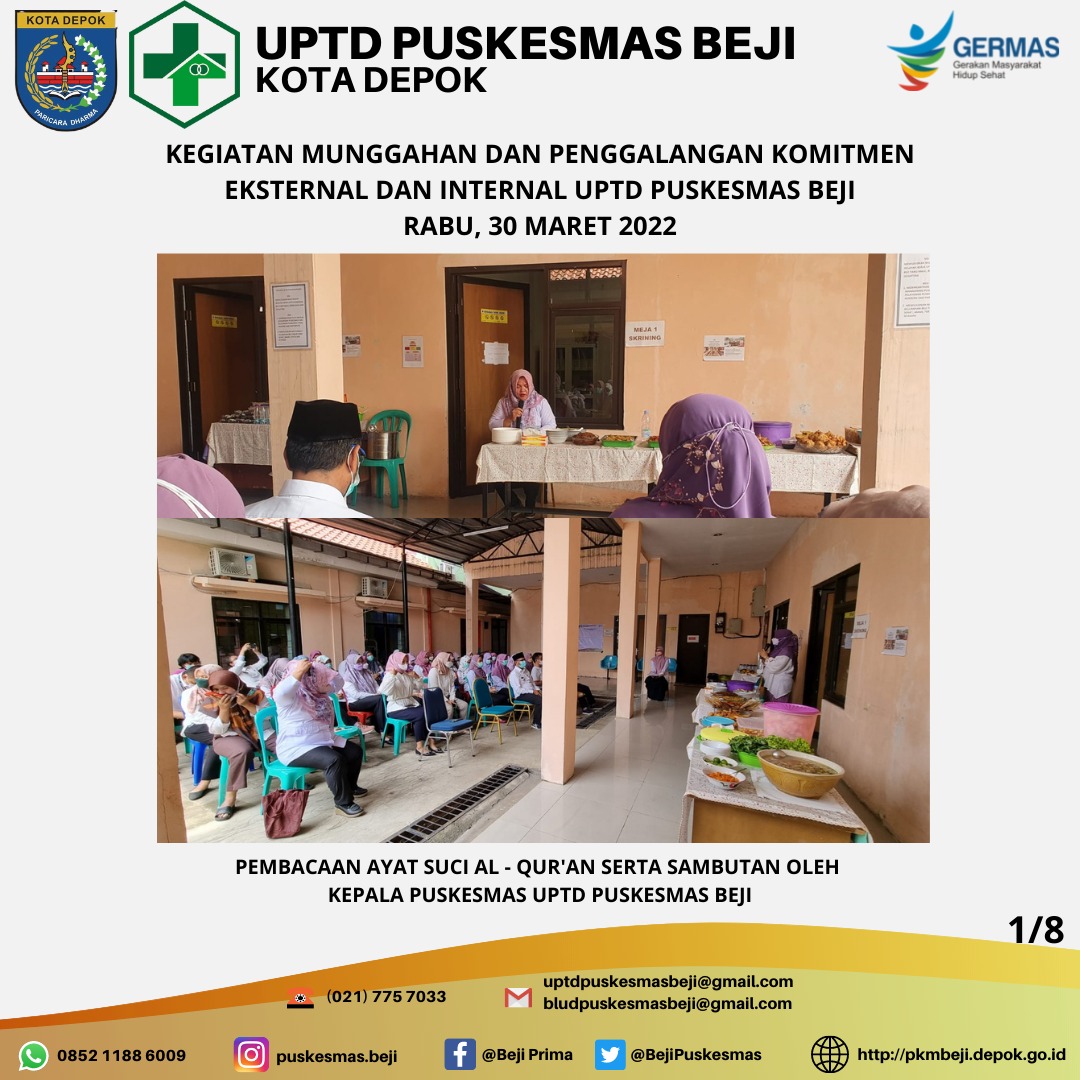 KOTA DEPOK
PARICARA DHARMA
UPTD PUSKESMAS BEJI
KOTA DEPOK
GERMAS
Gerakan Masyarakat
Hidup Sehat
KEGIATAN MUNGGAHAN DAN PENGGALANGAN KOMITMEN
EKSTERNAL DAN INTERNAL UPTD PUSKESMAS BEJI
RABU, 30 MARET 2022
MEJA 1
SKRINING
PEMBACAAN AYAT SUCI AL - QUR'AN SERTA SAMBUTAN OLEH
KEPALA PUSKESMAS UPTD PUSKESMAS BEJI
1/8
(021) 775 7033
uptdpuskesmasbeji@gmail.com
bludpuskesmasbeji@gmail.com
0852 1188 6009
puskesmas.beji
@Beji Prima
@BejiPuskesmas
http://pkmbeji.depok.go.id